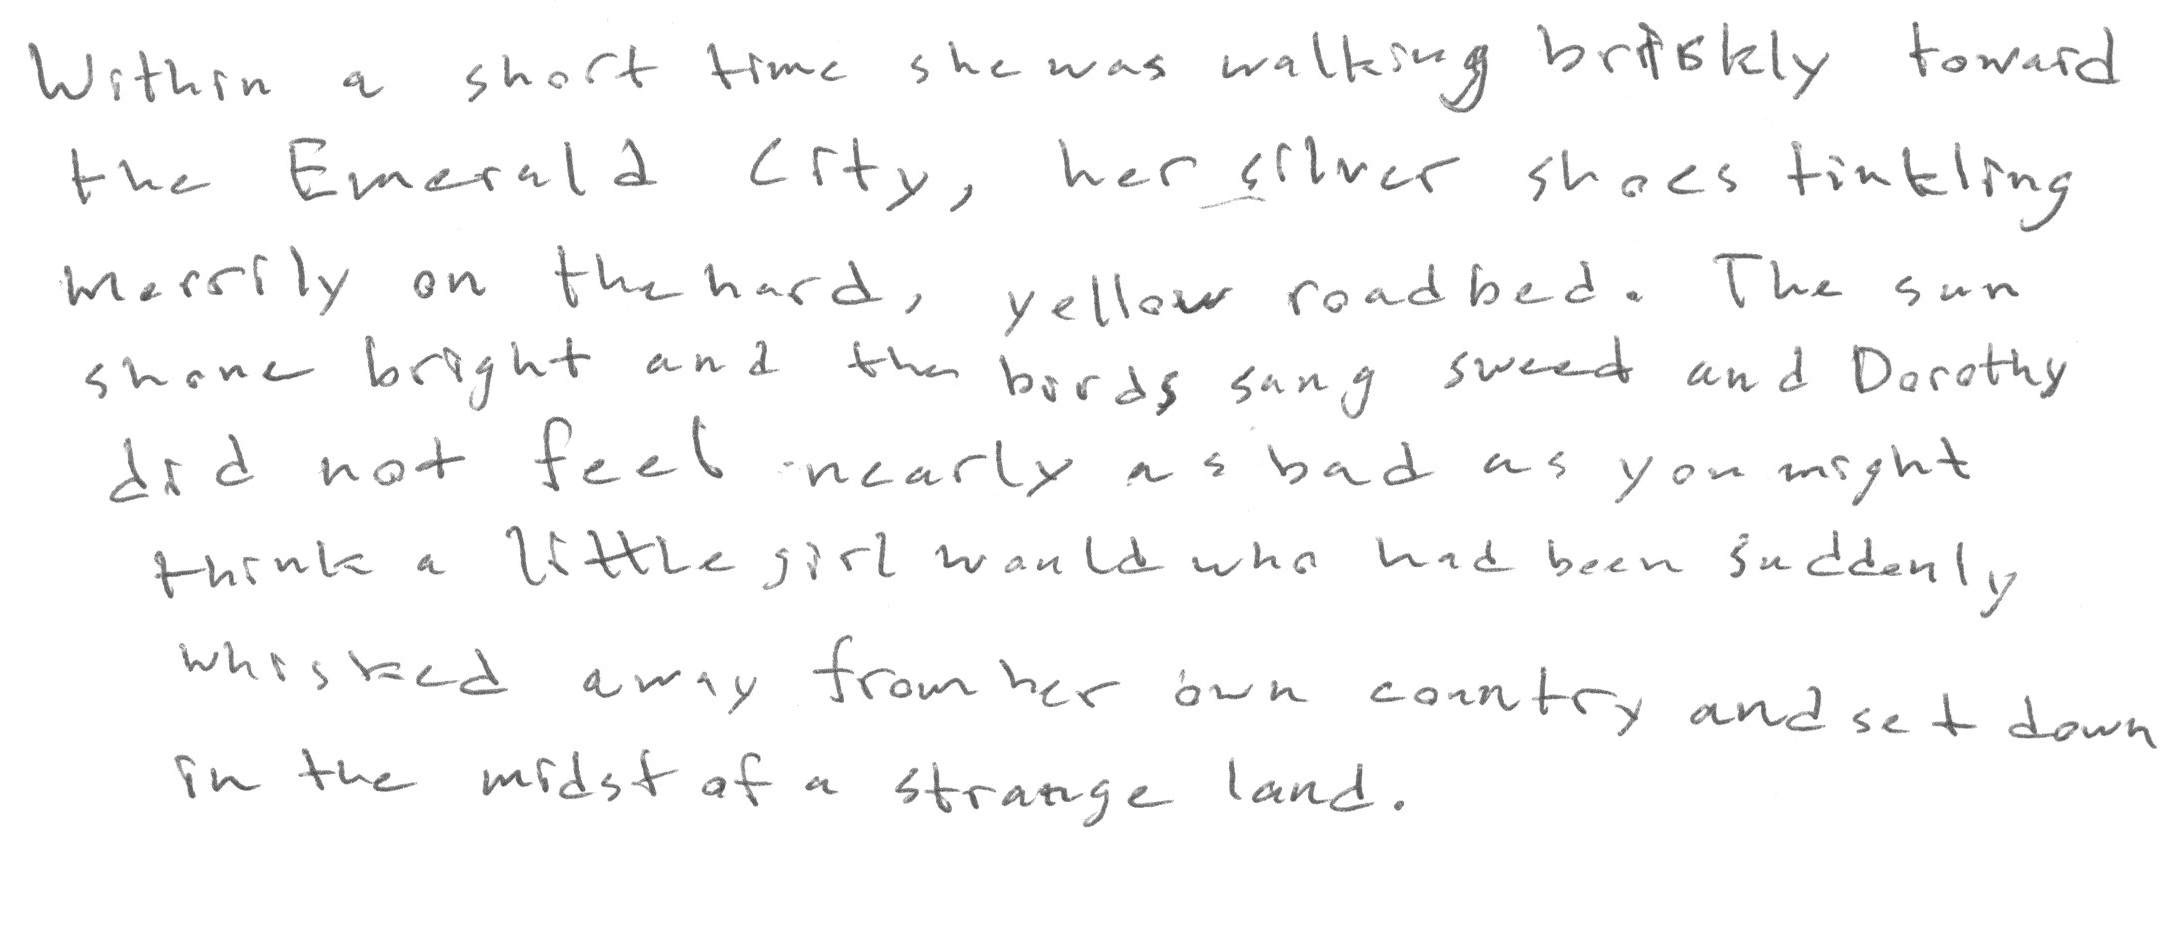 Within a short time she was walking briskly toward
the Emerald City, her silver shoes tinkling
merrily on the hard, yellow roadbed. The sun
shone bright and the birds sang sweed and Dorothy
did not feel nearly as bad as you might
think a little girl would who had been suddenly
whisked away from her own country and set down
in the midst of a strange land.